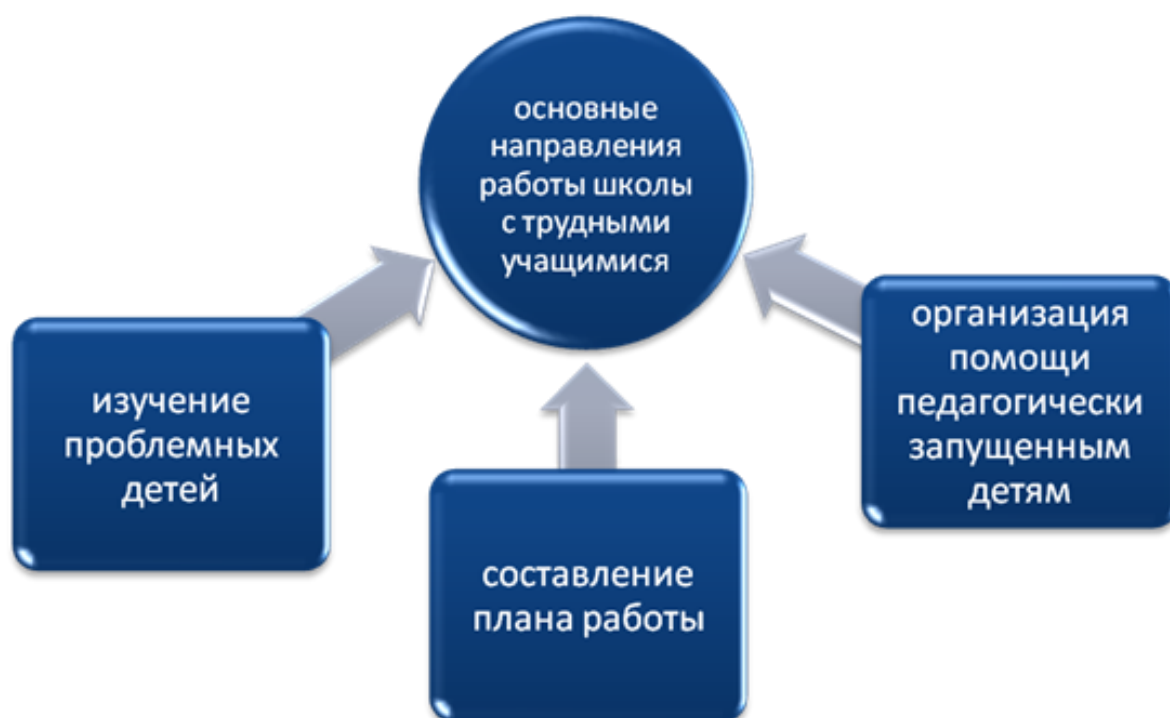 основные
направления
работы школы
с трудными
учащимися
изучение
проблемных
детей
составление
плана работы
организация
помощи
педагогически
запущенным
детям